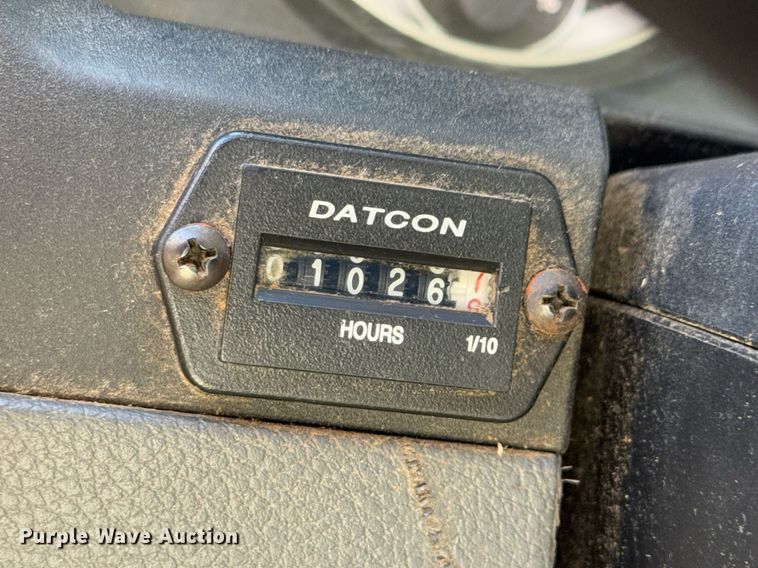 DATCON
01026
HOURS
1/10
Purple Wave Auction